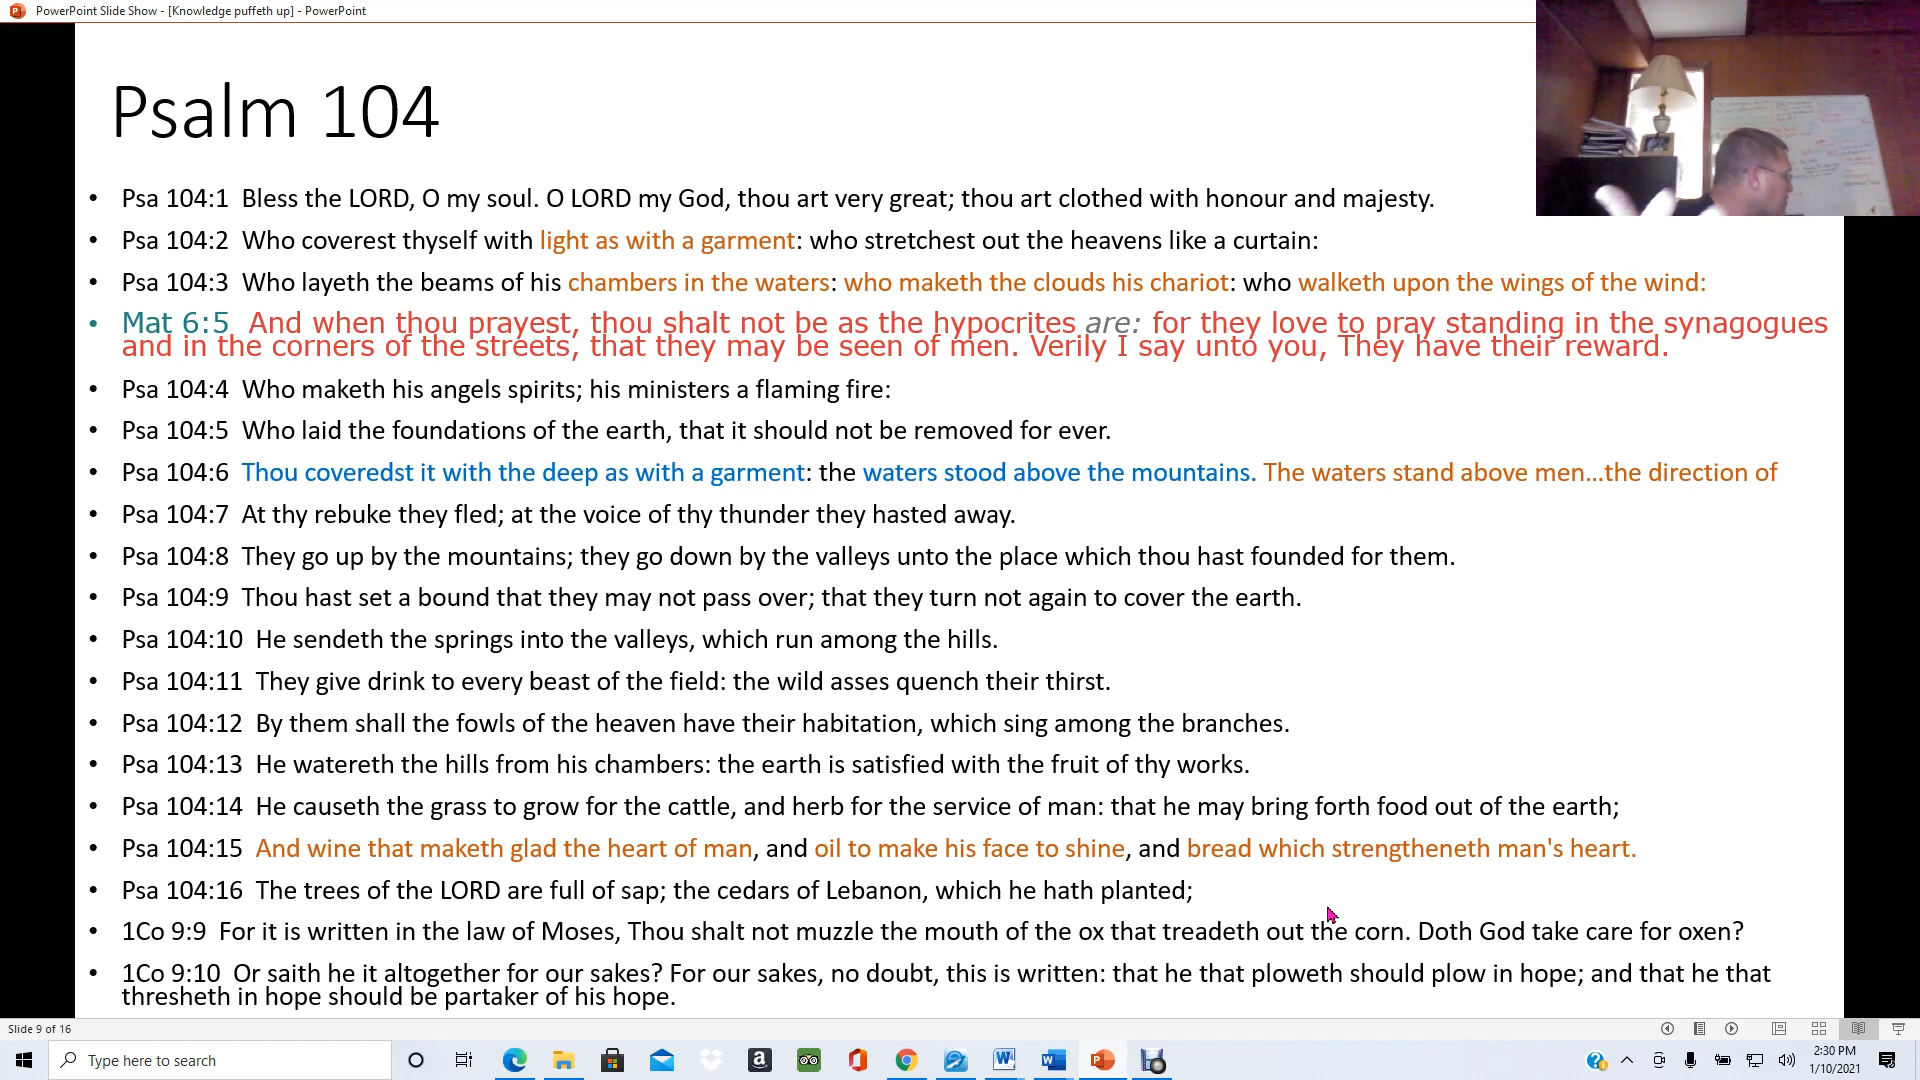 PowerPoint Slide Show - [Knowledge puffeth up] - PowerPoint
Psalm 104
• Psa 104:1 Bless the LORD, O my soul. O LORD my God, thou art very great; thou art clothed with honour and majesty.
• Psa 104:2 Who coverest thyself with light as with a garment: who stretchest out the heavens like a curtain:
• Psa 104:3 Who layeth the beams of his chambers in the waters: who maketh the clouds his chariot: who walketh upon the wings of the wind:
• Mat 6:5 And when thou prayest, thou shalt not be as the hypocrites are: for they love to pray standing in the synagogues
and in the corners of the streets, that they may be seen of men. Verily I say unto you, They have their reward.
• Psa 104:4 Who maketh his angels spirits; his ministers a flaming fire:
• Psa 104:5 Who laid the foundations of the earth, that it should not be removed for ever.
• Psa 104:6 Thou coveredst it with the deep as with a garment: the waters stood above the mountains. The waters stand above men…the direction of
• Psa 104:7 At thy rebuke they fled; at the voice of thy thunder they hasted away.
• Psa 104:8 They go up by the mountains; they go down by the valleys unto the place which thou hast founded for them.
• Psa 104:9 Thou hast set a bound that they may not pass over; that they turn not again to cover the earth.
• Psa 104:10 He sendeth the springs into the valleys, which run among the hills.
• Psa 104:11 They give drink to every beast of the field: the wild asses quench their thirst.
• Psa 104:12 By them shall the fowls of the heaven have their habitation, which sing among the branches.
• Psa 104:13 He watereth the hills from his chambers: the earth is satisfied with the fruit of thy works.
• Psa 104:14 He causeth the grass to grow for the cattle, and herb for the service of man: that he may bring forth food out of the earth;
• Psa 104:15 And wine that maketh glad the heart of man, and oil to make his face to shine, and bread which strengtheneth man's heart.
• Psa 104:16 The trees of the LORD are full of sap; the cedars of Lebanon, which he hath planted;
• 1Co 9:9 For it is written in the law of Moses, Thou shalt not muzzle the mouth of the ox that treadeth out the corn. Doth God take care for oxen?
• 1Co 9:10 Or saith he it altogether for our sakes? For our sakes, no doubt, this is written: that he that ploweth should plow in hope; and that he that
thresheth in hope should be partaker of his hope.
Slide 9 of 16
Type here to search
2:30 PM
1/10/2021